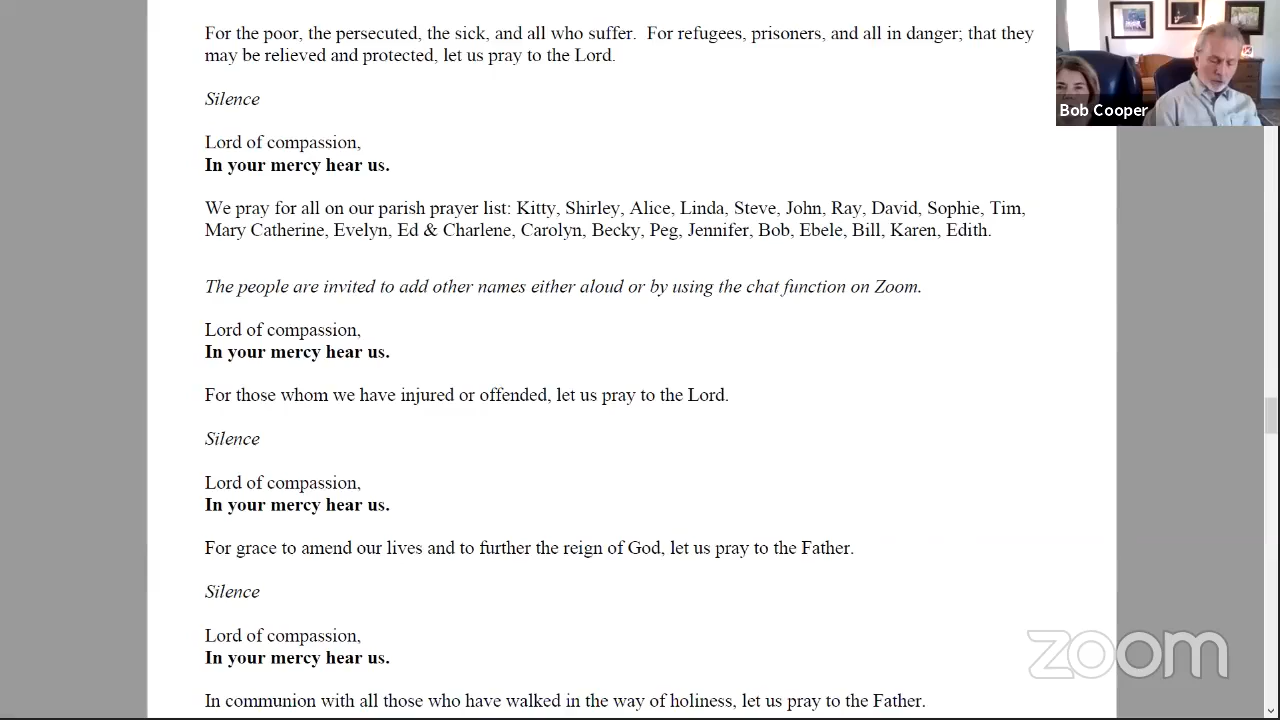 For the poor, the persecuted, the sick, and all who suffer.  For refugees, prisoners, and all in danger; that they
may be relieved and protected, let us pray to the Lord.
Silence
Lord of compassion,
In your mercy hear us.
We pray for all on our parish prayer list: Kitty, Shirley, Alice, Linda, Steve, John, Ray, David, Sophie, Tim,
Mary Catherine, Evelyn, Ed & Charlene, Carolyn, Becky, Peg, Jennifer, Bob, Ebele, Bill, Karen, Edith.
The people are invited to add other names either aloud or by using the chat function on Zoom.
Lord of compassion,
In your mercy hear us.
For those whom we have injured or offended, let us pray to the Lord.
Silence
Lord of compassion,
In your mercy hear us.
For grace to amend our lives and to further the reign of God, let us pray to the Father.
Silence
Lord of compassion,
In your mercy hear us.
In communion with all those who have walked in the way of holiness, let us pray to the Father.
Bob Cooper
zoom